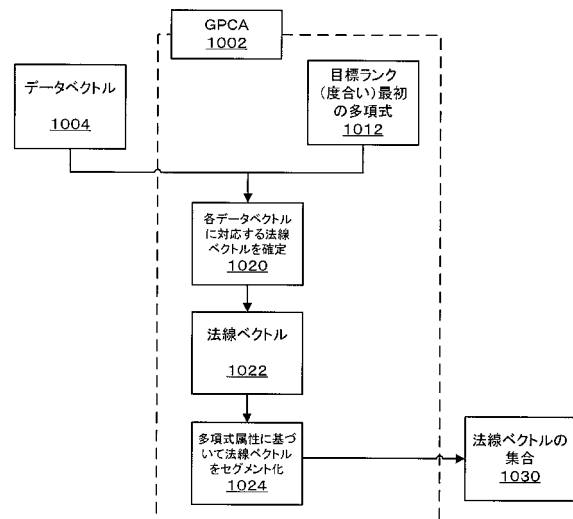 GPCA
1002
データベクトル
1004
目標ランク
(度合い)最初
の多項式
1012
各データベクトル
に対応する法線
ベクトルを確定
1020
法線ベクトル
1022
多項式属性に基づ
いて法線ベクトル
をセグメント化
1024
法線ベクトルの
集合
1030